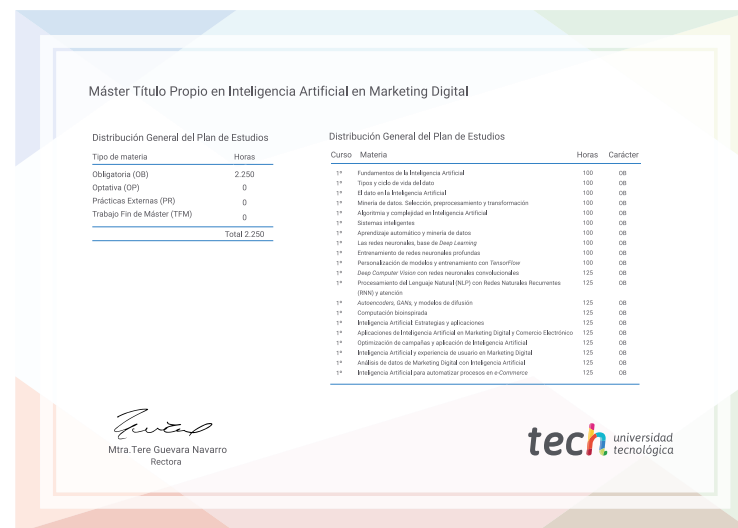 Máster Título Propio en Inteligencia Artificial en Marketing Digital
Distribución General del Plan de Estudios
Tipo de materia Horas
Obligatoria (OB) 2.250
Optativa (OP) 0
Prácticas Externas (PR) 0
Trabajo Fin de Máster (TFM) 0
Total 2.250
Distribución General del Plan de Estudios
Curso Materia Horas Carácter
1º Fundamentos de la Inteligencia Artificial 100 OB
1º Tipos y ciclo de vida del dato 100 OB
1º El dato en la Inteligencia Artificial 100 OB
1º Minería de datos. Selección, preprocesamiento y transformación 100 OB
1º Algoritmia y complejidad en Inteligencia Artificial 100 OB
1º Sistemas inteligentes 100 OB
1º Aprendizaje automático y minería de datos 100 OB
1º Las redes neuronales, base de Deep Learning 100 OB
1º Entrenamiento de redes neuronales profundas 100 OB
1º Personalización de modelos y entrenamiento con TensorFlow 100 OB
1º Deep Computer Vision con redes neuronales convolucionales 125 OB
1º Procesamiento del Lenguaje Natural (NLP) con Redes Naturales Recurrentes 125 OB
(RNN) y atención
1º Autoencoders, GANs, y modelos de difusión 125 OB
1º Computación bioinspirada 125 OB
1º Inteligencia Artificial: Estrategias y aplicaciones 125 OB
1º Aplicaciones de Inteligencia Artificial en Marketing Digital y Comercio Electrónico 125 OB
1º Optimización de campañas y aplicación de Inteligencia Artificial 125 OB
1º Inteligencia Artificial y experiencia de usuario en Marketing Digital 125 OB
1º Análisis de datos de Marketing Digital con Inteligencia Artificial 125 OB
1º Inteligencia Artificial para automatizar procesos en e-Commerce 125 OB
Mtra.Tere Guevara Navarro
Rectora
tech universidad
tecnológica